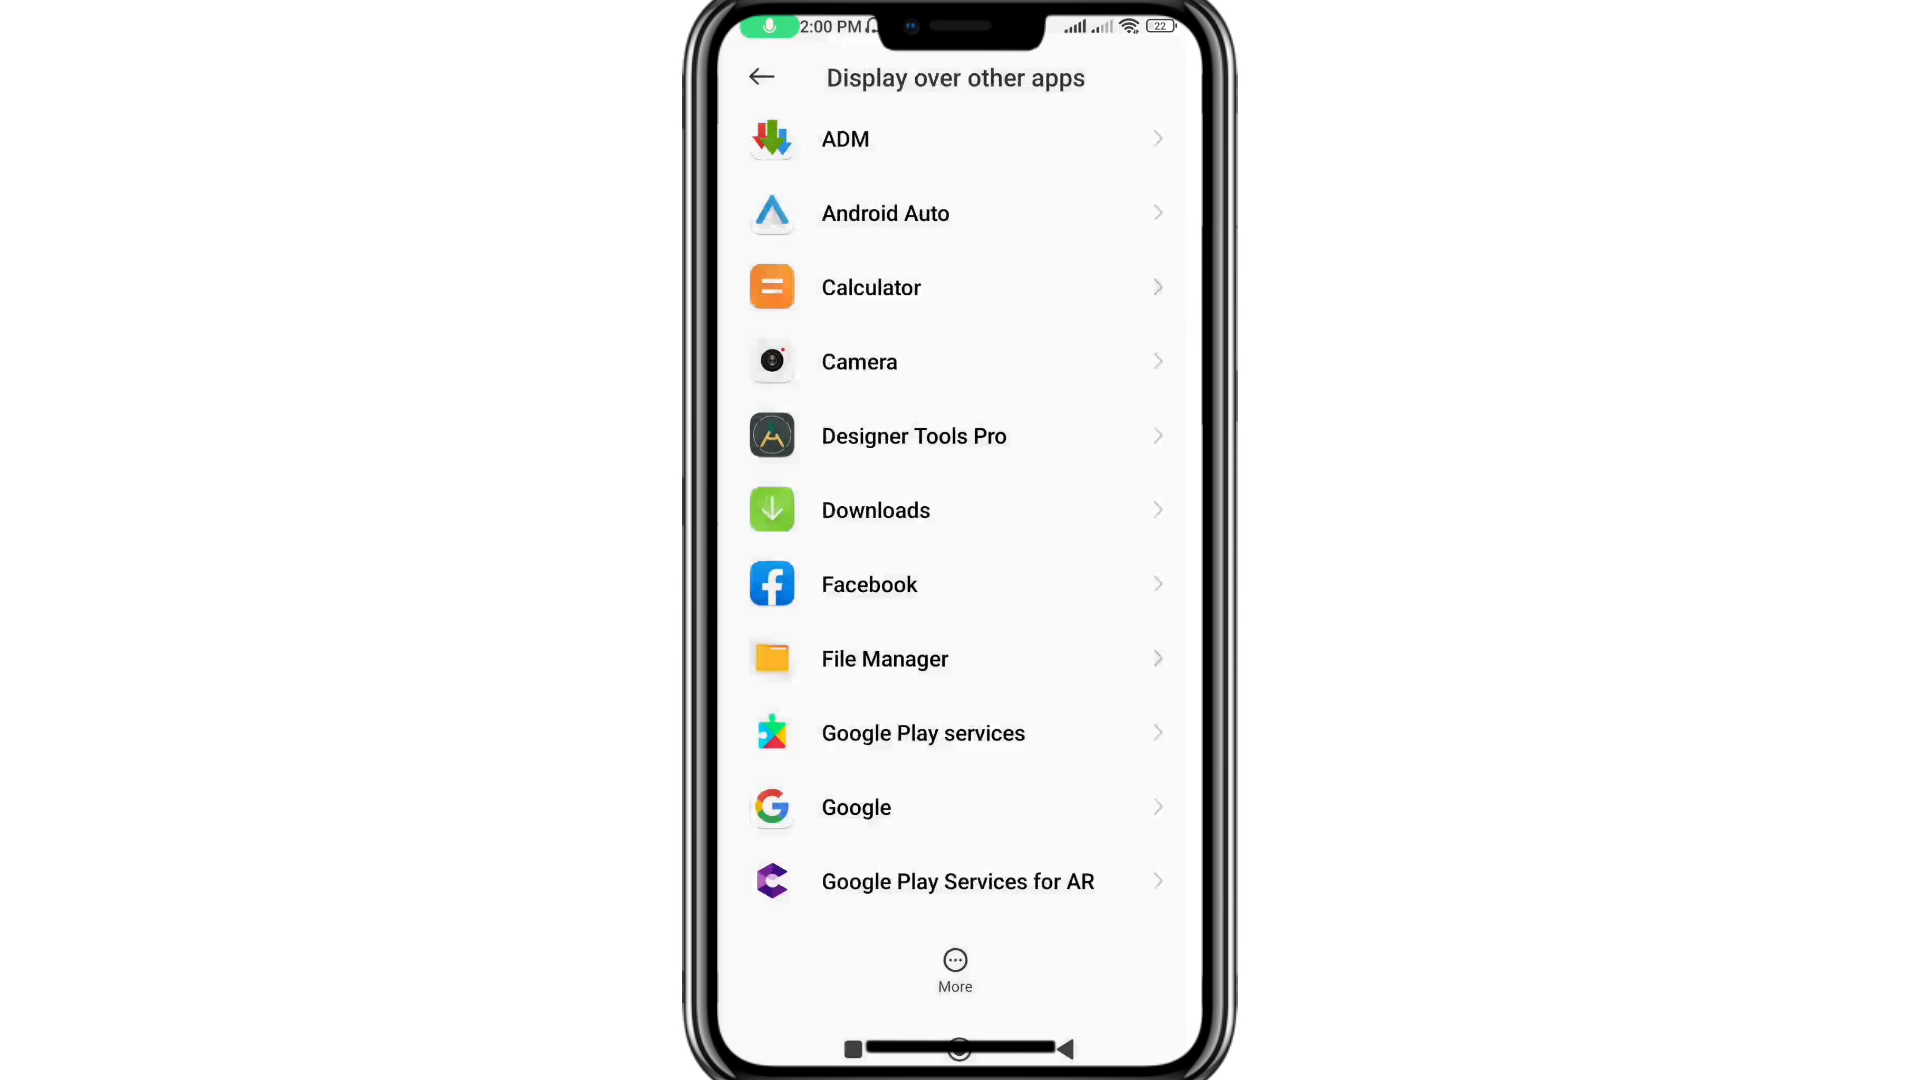 2:00 PM
22
Display over other apps
ADM
Android Auto
Calculator
Camera
Designer Tools Pro
Downloads
Facebook
File Manager
Google Play services
Google
Google Play Services for AR
More